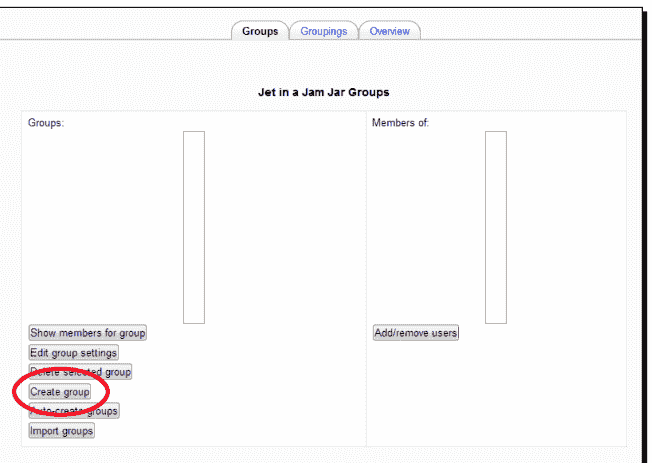 Groups Groupings Overview
Jet in a Jam Jar Groups
Groups: Members of:
Show members for group Add/remove users
Edit group settings
Delete selected group
Create group
Auto-create groups
Import groups